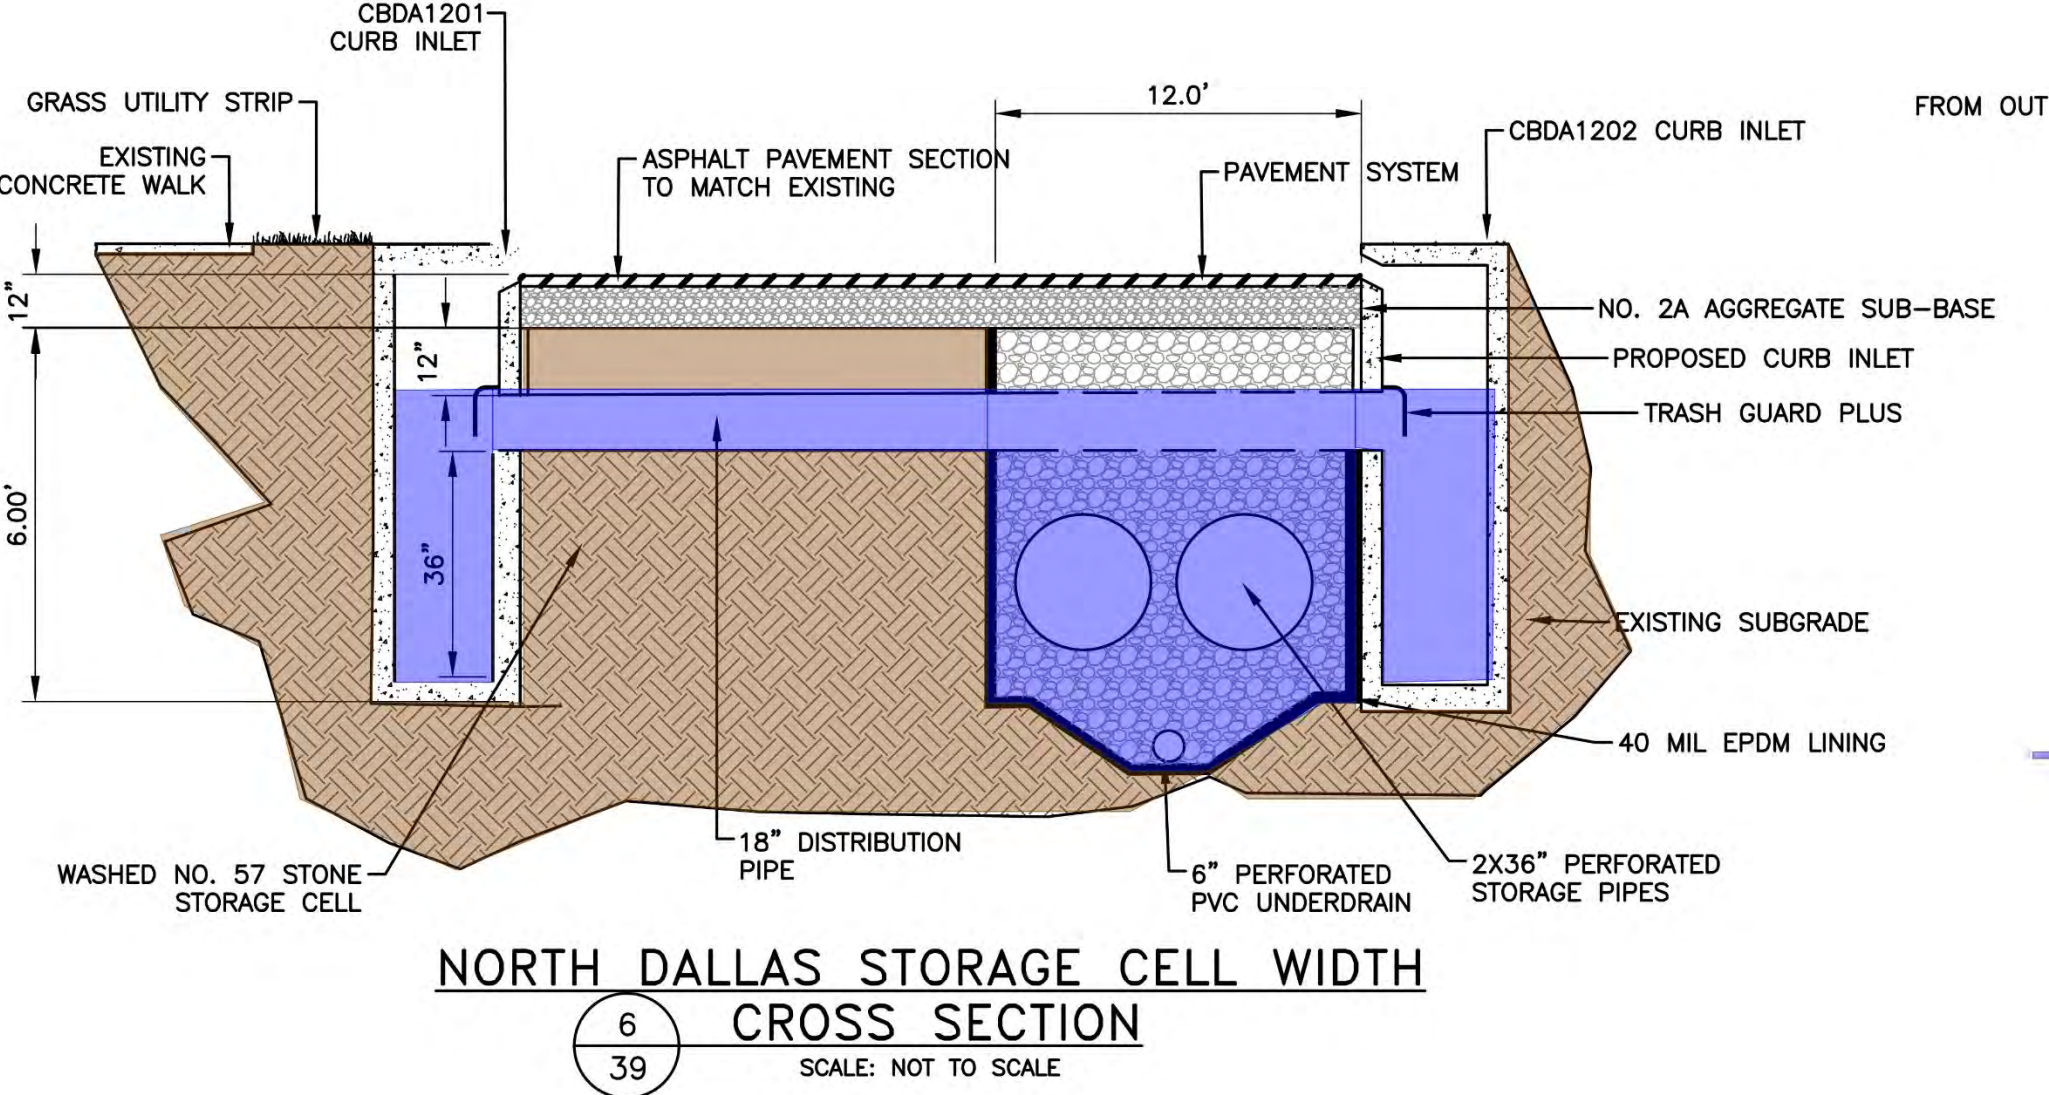 CBDA1201
CURB INLET
GRASS UTILITY STRIP
EXISTING
CONCRETE WALK
12.0'
FROM OUT
CBDA1202 CURB INLET
ASPHALT PAVEMENT SECTION
TO MATCH EXISTING
PAVEMENT SYSTEM
12"
12"
NO. 2A AGGREGATE SUB-BASE
PROPOSED CURB INLET
TRASH GUARD PLUS
6.00'
36"
EXISTING SUBGRADE
40 MIL EPDM LINING
18" DISTRIBUTION
PIPE
WASHED NO. 57 STONE
STORAGE CELL
6" PERFORATED
PVC UNDERDRAIN
2X36" PERFORATED
STORAGE PIPES
NORTH DALLAS STORAGE CELL WIDTH
CROSS SECTION
6
39
SCALE: NOT TO SCALE